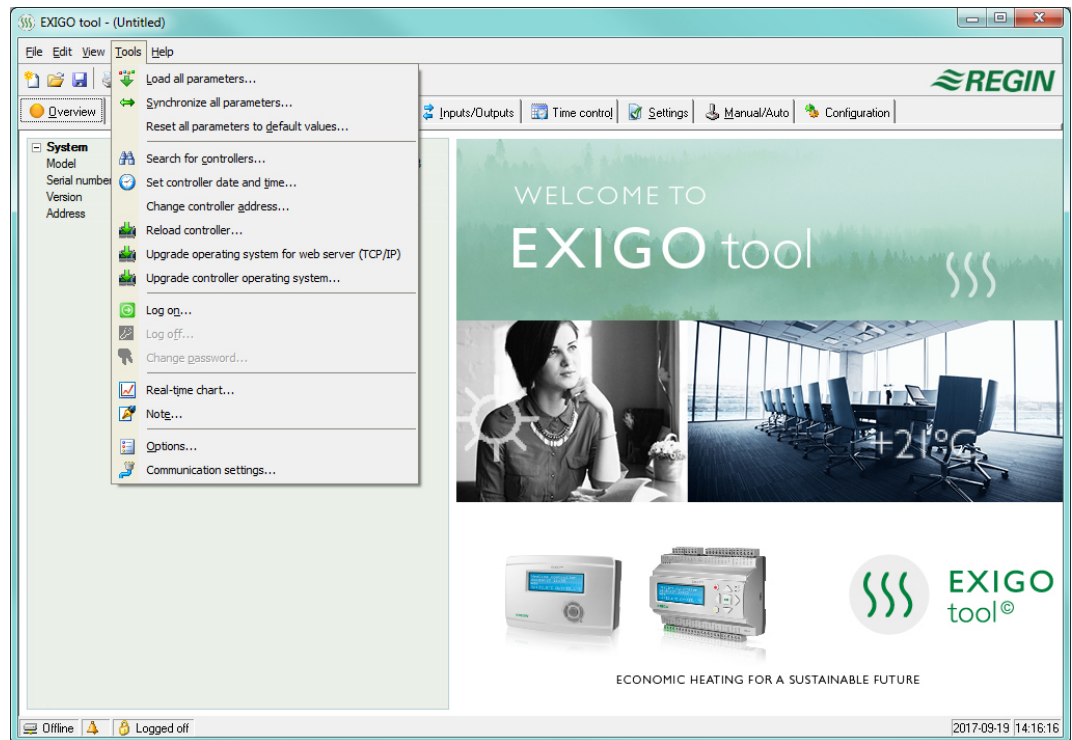 EXIGO tool - (Untitled)
File Edit View Tools Help
REGIN
Overview
Inputs/Outputs Time control Settings Manual/Auto Configuration
Load all parameters...
Synchronize all parameters...
Reset all parameters to default values...
Search for controllers...
Set controller date and time...
Change controller address...
Reload controller...
Upgrade operating system for web server (TCP/IP)
Upgrade controller operating system...
Log on...
Log off...
Change password...
Real-time chart...
Note...
Options...
Communication settings...
System
Model
Serial number
Version
Address
WELCOME TO
EXIGO tool
+21°C
EXIGO
tool©
ECONOMIC HEATING FOR A SUSTAINABLE FUTURE
Offline Logged off 2017-09-19 14:16:16